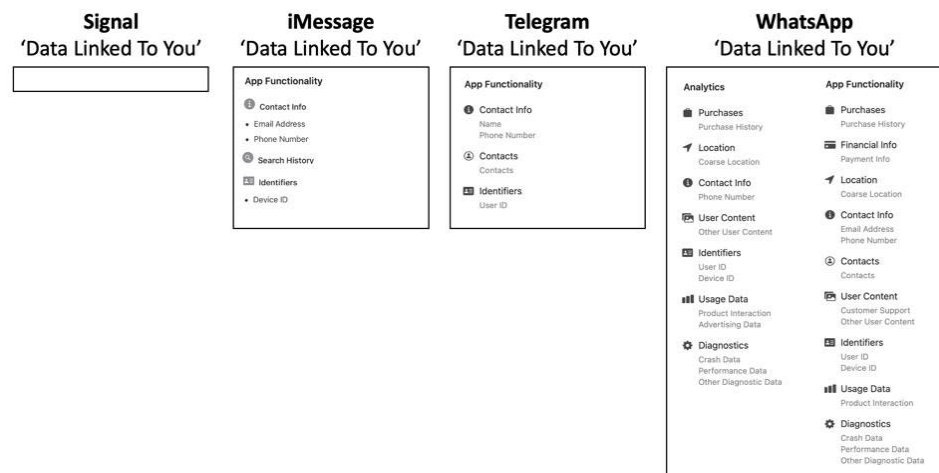 Signal
'Data Linked To You'
iMessage
'Data Linked To You'
App Functionality
Contact Info
• Email Address
• Phone Number
Search History
Identifiers
• Device ID
Telegram
'Data Linked To You'
App Functionality
Contact Info
Name
Phone Number
Contacts
Contacts
Identifiers
User ID
WhatsApp
'Data Linked To You'
Analytics
Purchases
Purchase History
Location
Coarse Location
Contact Info
Phone Number
User Content
Other User Content
Identifiers
User ID
Device ID
Usage Data
Product Interaction
Advertising Data
Diagnostics
Crash Data
Performance Data
Other Diagnostic Data
App Functionality
Purchases
Purchase History
Financial Info
Payment Info
Location
Coarse Location
Contact Info
Email Address
Phone Number
Contacts
Contacts
User Content
Customer Support
Other User Content
Identifiers
User ID
Device ID
Usage Data
Product Interaction
Diagnostics
Crash Data
Performance Data
Other Diagnostic Data